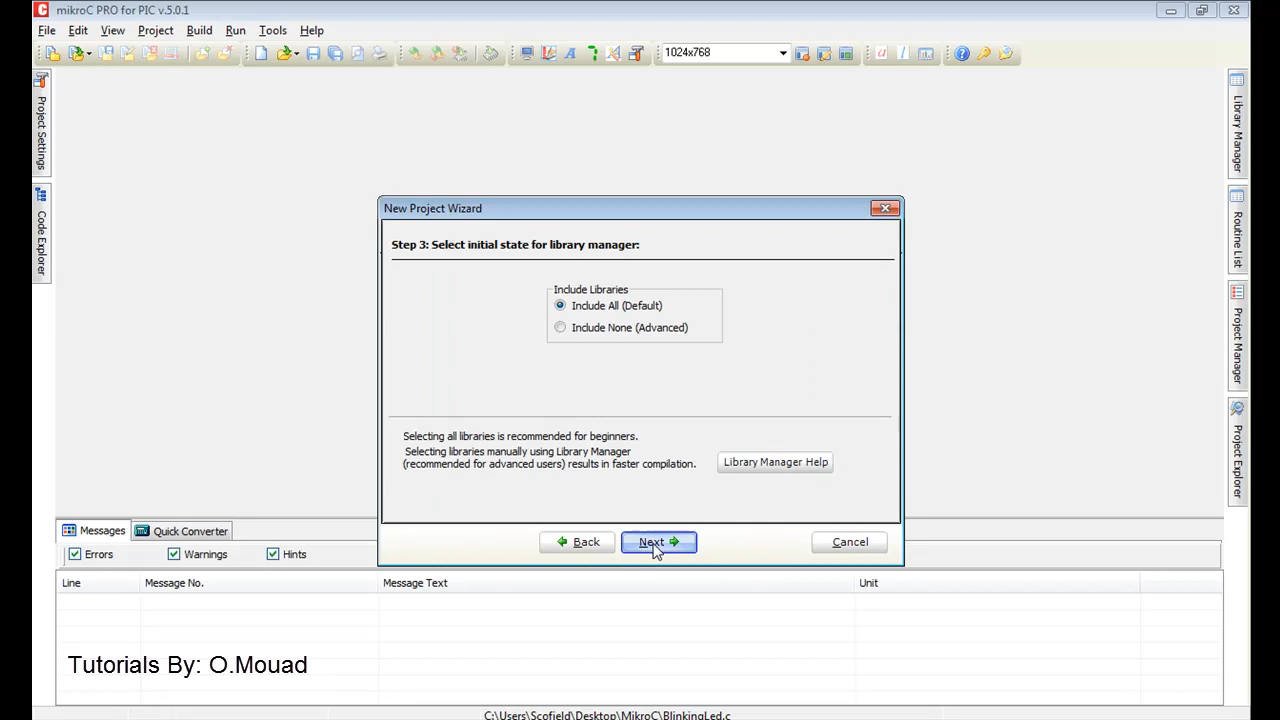 mikroC PRO for PIC v.5.0.1
File Edit View Project Build Run Tools Help
1024x768
Project Settings
Code Explorer
Library Manager
Routine List
Project Manager
Project Explorer
New Project Wizard
Step 3: Select initial state for library manager:
Include Libraries
Include All (Default)
Include None (Advanced)
Selecting all libraries is recommended for beginners.
Selecting libraries manually using Library Manager
(recommended for advanced users) results in faster compilation.
Library Manager Help
Back Next Cancel
Messages Quick Converter
Errors Warnings Hints
Line Message No. Message Text Unit
Tutorials By: O.Mouad
C:\Users\Scofield\Desktop\MikroC\BlinkingLed.c